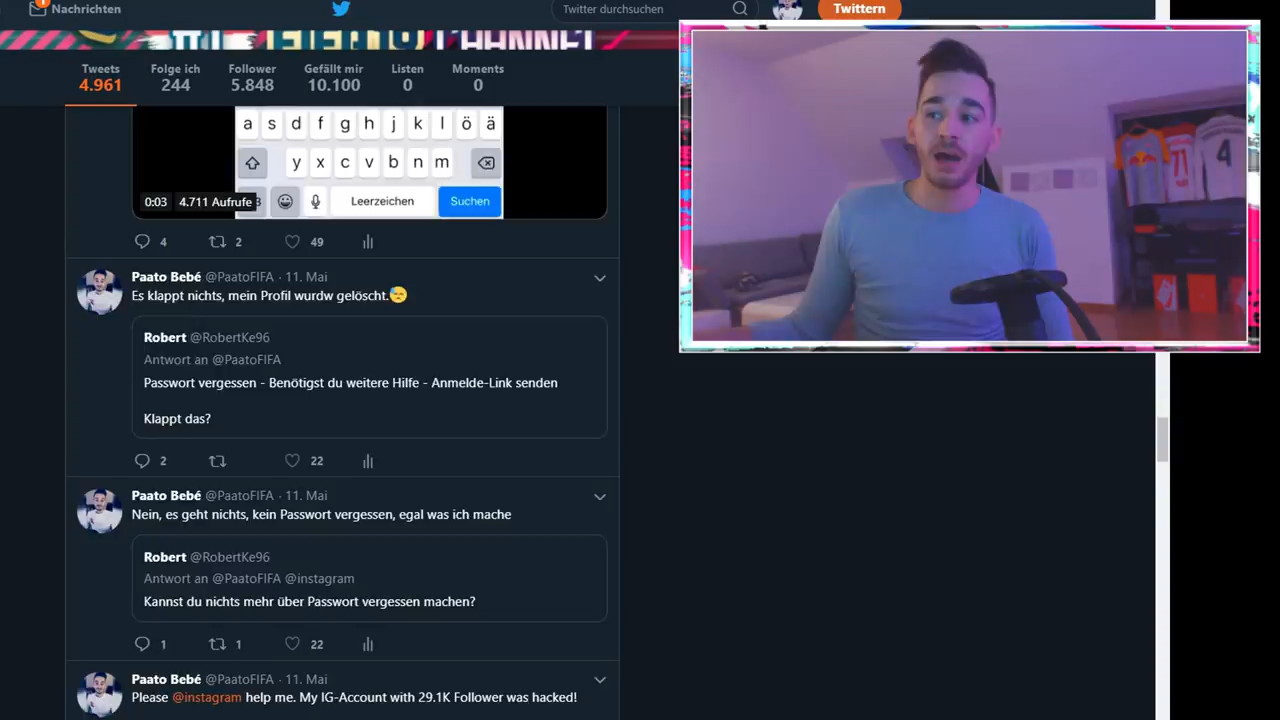 1
Nachrichten
Twitter durchsuchen
Twittern
CHANNEL
Tweets
4.961
Folge ich
244
Follower
5.848
Gefällt mir
10.100
Listen
0
Moments
0
a s d f g h j k l ö ä
y x c v b n m
Leerzeichen
Suchen
0:03 4.711 Aufrufe
4 2 49
Paato Bebé @PaatoFIFA · 11. Mai
Es klappt nichts, mein Profil wurdw gelöscht.😓
Robert @RobertKe96
Antwort an @PaatoFIFA
Passwort vergessen - Benötigst du weitere Hilfe - Anmelde-Link senden
Klappt das?
2 22
Paato Bebé @PaatoFIFA · 11. Mai
Nein, es geht nichts, kein Passwort vergessen, egal was ich mache
Robert @RobertKe96
Antwort an @PaatoFIFA @instagram
Kannst du nichts mehr über Passwort vergessen machen?
1 1 22
Paato Bebé @PaatoFIFA · 11. Mai
Please @instagram help me. My IG-Account with 29.1K Follower was hacked!
4